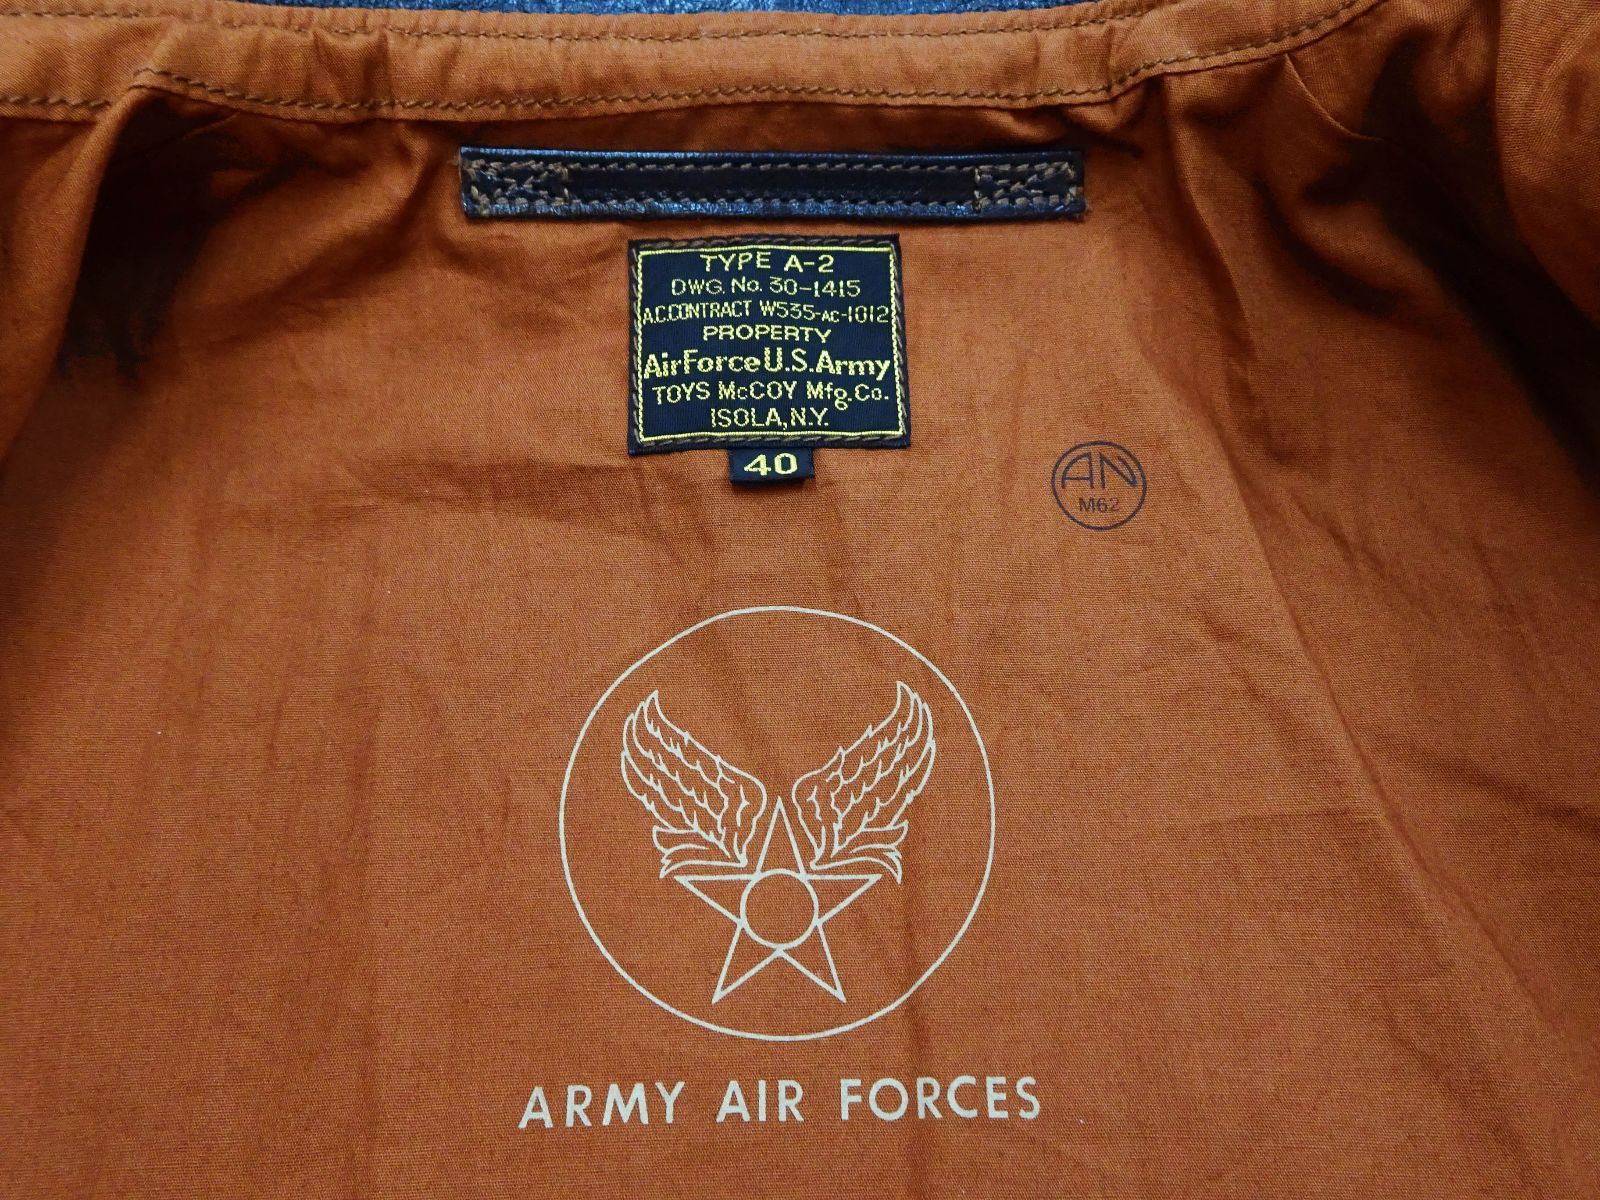 TYPE A-2
DWG. No. 30-1415
A.C.CONTRACT W535-AC-1012
PROPERTY
AirForce U.S.Army
TOYS McCOY Mfg.Co.
ISOLA, N.Y.
40
AN
M62
ARMY AIR FORCES